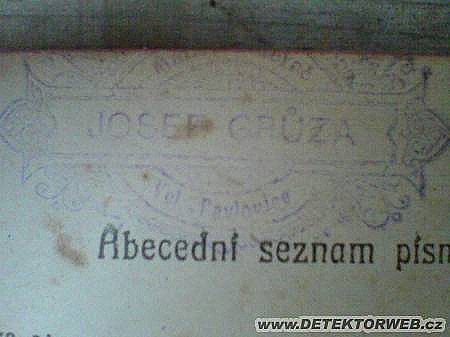 JOSEF GRŮZA
Vel. Pavlovice
Abecední seznam písn
www.DETEKTORWEB.cz